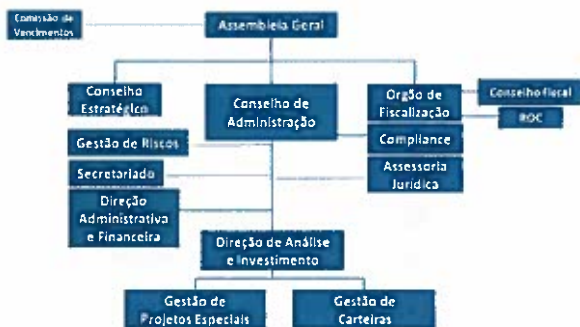 Comissão de
Vencimentos
Assembleia Geral
Conselho
Estratégico
Conselho de
Administração
Orgão de
Fiscalização
Conselho fiscal
ROC
Gestão de Riscos
Compliance
Secretariado
Assessoria
Jurídica
Direção
Administrativa
e Financeira
Direção de Análise
e Investimento
Gestão de
Projetos Especiais
Gestão de
Carteiras